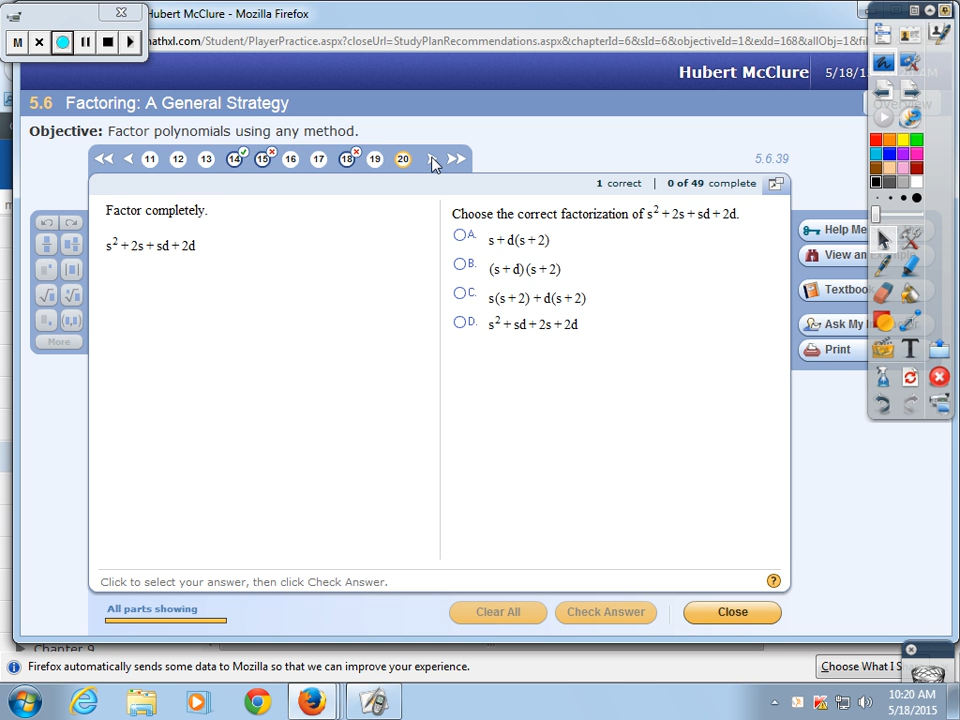 Hubert McClure - Mozilla Firefox
M
mathxl.com/Student/PlayerPractice.aspx?closeUrl=StudyPlanRecommendations.aspx&chapterId=6&sId=6&objectiveId=1&exId=168&allObj=1&
Hubert McClure 5/18/
5.6 Factoring: A General Strategy
Overview
Objective: Factor polynomials using any method.
11 12 13 14 15 16 17 18 19 20
5.6.39
1 correct | 0 of 49 complete
Factor completely.
s² + 2s + sd + 2d
Choose the correct factorization of s² + 2s + sd + 2d.
A. s + d(s + 2)
B. (s + d)(s + 2)
C. s(s + 2) + d(s + 2)
D. s² + sd + 2s + 2d
More
Help Me
View an Example
Textbook
Ask My
Print
T
Click to select your answer, then click Check Answer.
?
All parts showing
Clear All
Check Answer
Close
Chapter 9
Firefox automatically sends some data to Mozilla so that we can improve your experience.
Choose What I
10:20 AM
5/18/2015